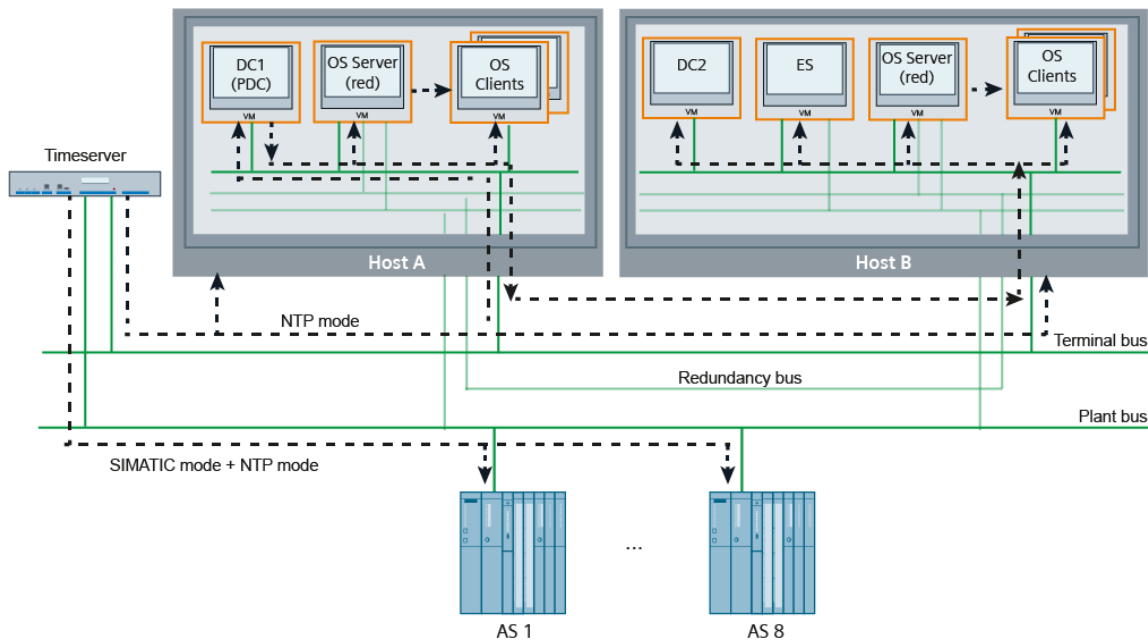 DC1
(PDC)
VM
OS Server
(red)
VM
OS
Clients
VM
DC2
VM
ES
VM
OS Server
(red)
VM
OS
Clients
VM
Timeserver
Host A
Host B
NTP mode
Terminal bus
Redundancy bus
Plant bus
SIMATIC mode + NTP mode
...
AS 1
AS 8